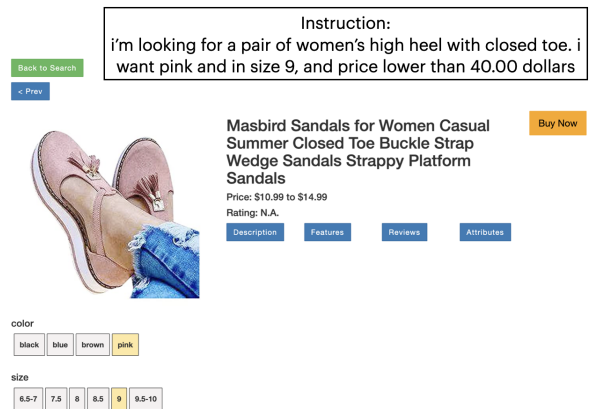 Instruction:
i'm looking for a pair of women's high heel with closed toe. i
want pink and in size 9, and price lower than 40.00 dollars
Back to Search
< Prev
Masbird Sandals for Women Casual
Summer Closed Toe Buckle Strap
Wedge Sandals Strappy Platform
Sandals
Buy Now
Price: $10.99 to $14.99
Rating: N.A.
Description Features Reviews Attributes
color
black blue brown pink
size
6.5-7 7.5 8 8.5 9 9.5-10